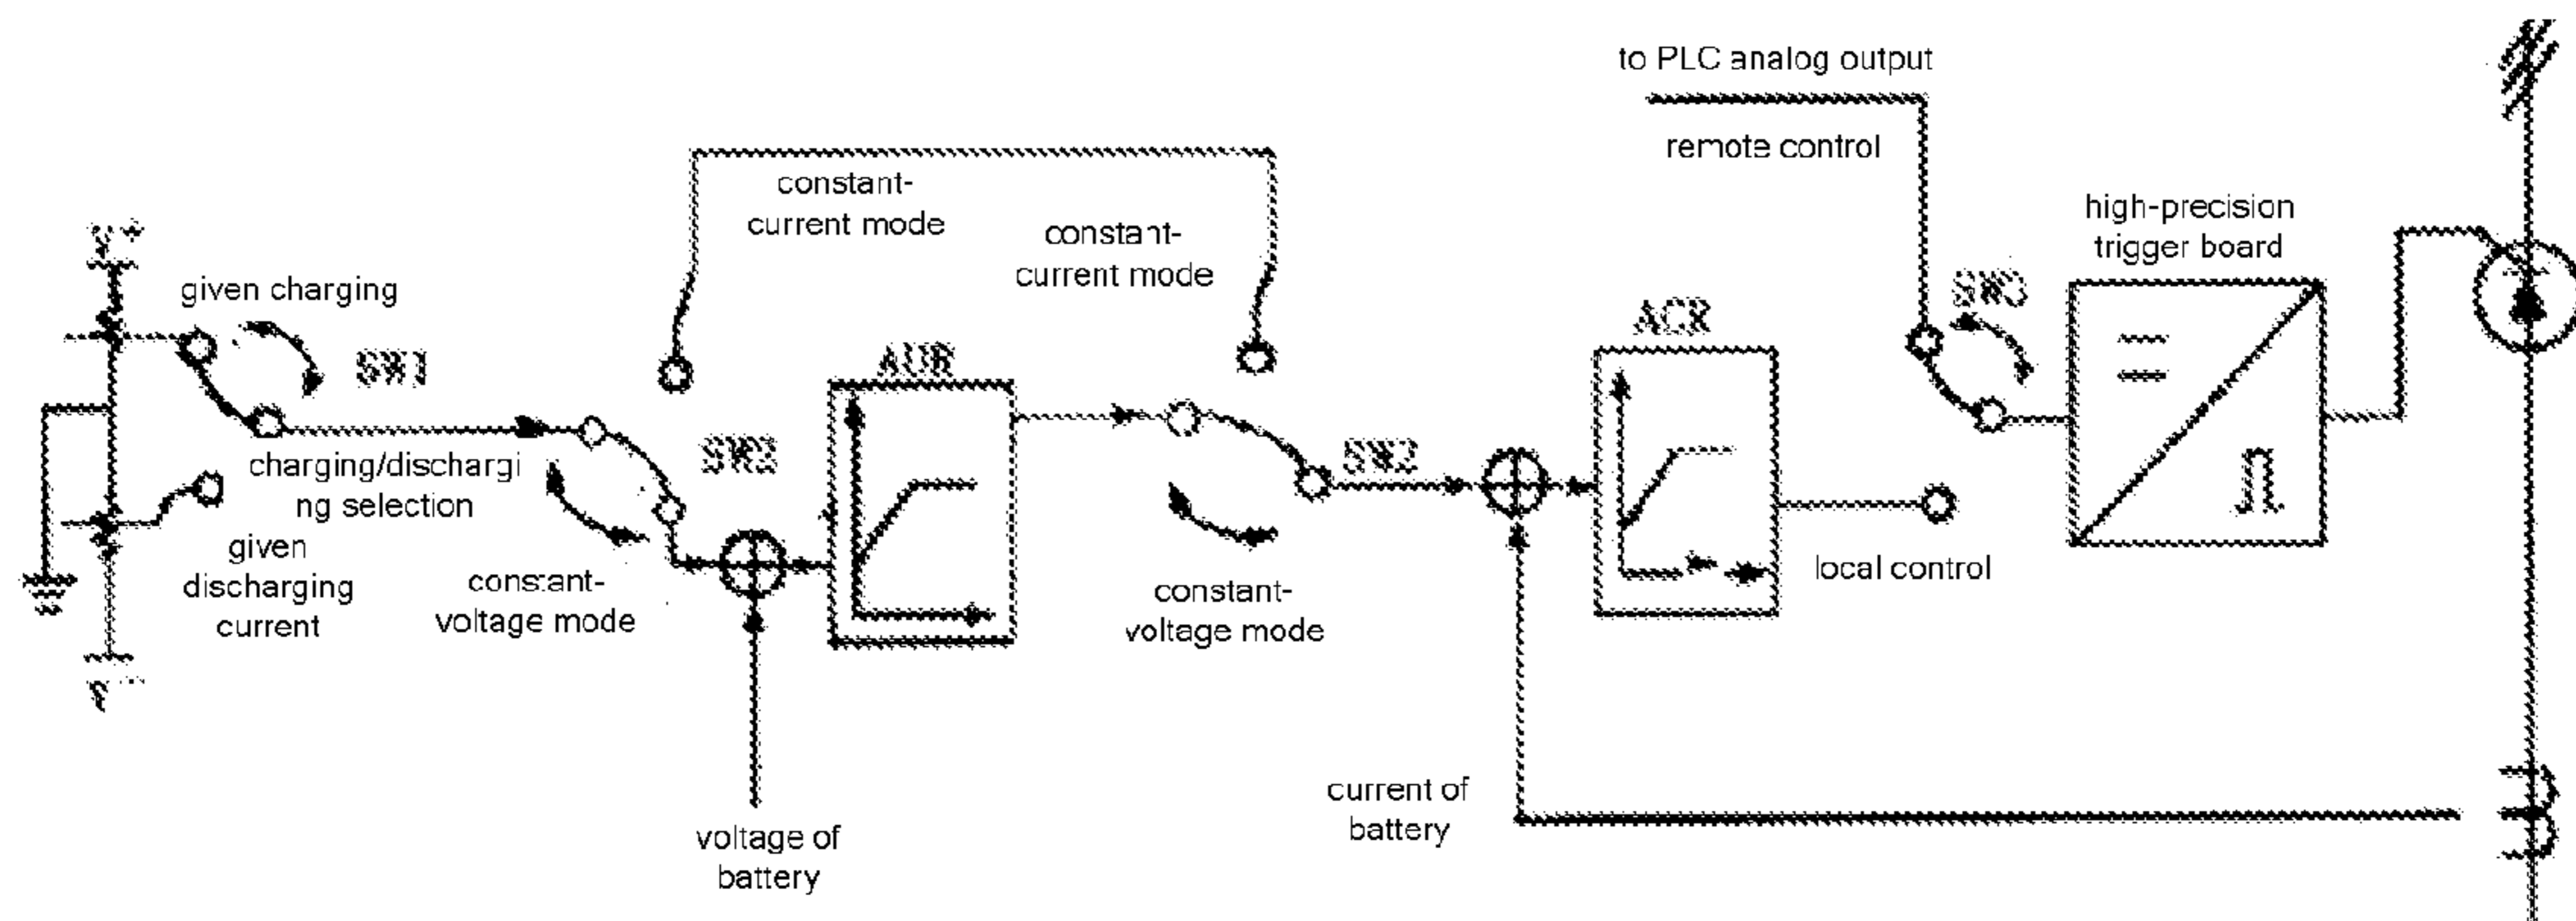 to PLC analog output
remote control
constant-
current mode
constant-
current mode
high-precision
trigger board
given charging
SW1
AUR
ACR
SW3
charging/dischargi
ng selection
SW2
given
discharging
current
constant-
voltage mode
constant-
voltage mode
local control
current of
battery
voltage of
battery